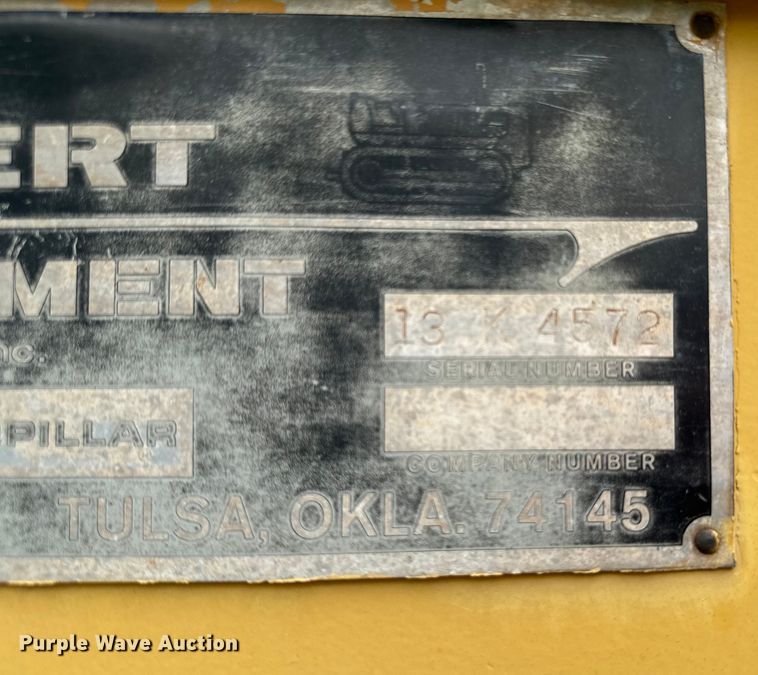 ERT
MENT
nc.
13 K 4572
SERIAL NUMBER
PILLAR
COMPANY NUMBER
TULSA, OKLA. 74145
Purple Wave Auction